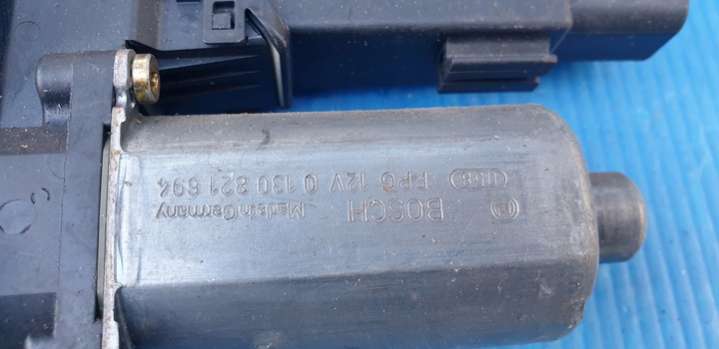 BOSCH Made in Germany
FPG 12V 0 130 821 694